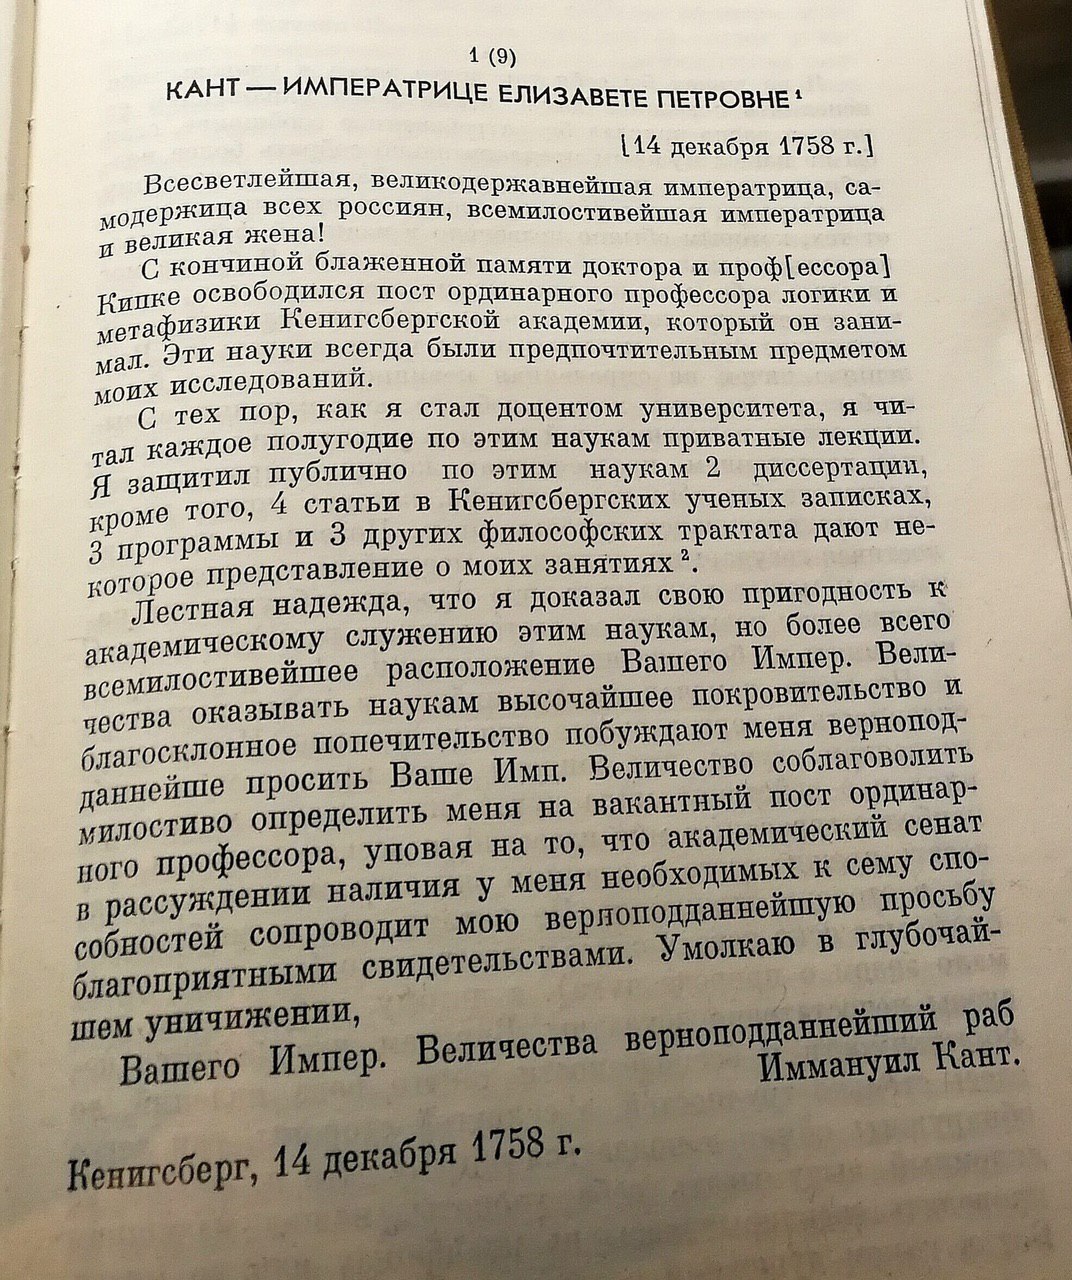 1 (9)
КАНТ — ИМПЕРАТРИЦЕ ЕЛИЗАВЕТЕ ПЕТРОВНЕ¹
[14 декабря 1758 г.]
Всесветлейшая, великодержавнейшая императрица, са-
модержица всех россиян, всемилостивейшая императрица
и великая жена!
С кончиной блаженной памяти доктора и проф[ессора]
Кипке освободился пост ординарного профессора логики и
метафизики Кенигсбергской академии, который он зани-
мал. Эти науки всегда были предпочтительным предметом
моих исследований.
С тех пор, как я стал доцентом университета, я чи-
тал каждое полугодие по этим наукам приватные лекции.
Я защитил публично по этим наукам 2 диссертации,
кроме того, 4 статьи в Кенигсбергских ученых записках,
3 программы и 3 других философских трактата дают не-
которое представление о моих занятиях².
Лестная надежда, что я доказал свою пригодность к
академическому служению этим наукам, но более всего
всемилостивейшее расположение Вашего Импер. Вели-
чества оказывать наукам высочайшее покровительство и
благосклонное попечительство побуждают меня вернопод-
даннейше просить Ваше Имп. Величество соблаговолить
милостиво определить меня на вакантный пост ординар-
ного профессора, уповая на то, что академический сенат
в рассуждении наличия у меня необходимых к сему спо-
собностей сопроводит мою верноподданнейшую просьбу
благоприятными свидетельствами. Умолкаю в глубочай-
шем уничижении,
Вашего Импер. Величества верноподданнейший раб
Иммануил Кант.
Кенигсберг, 14 декабря 1758 г.